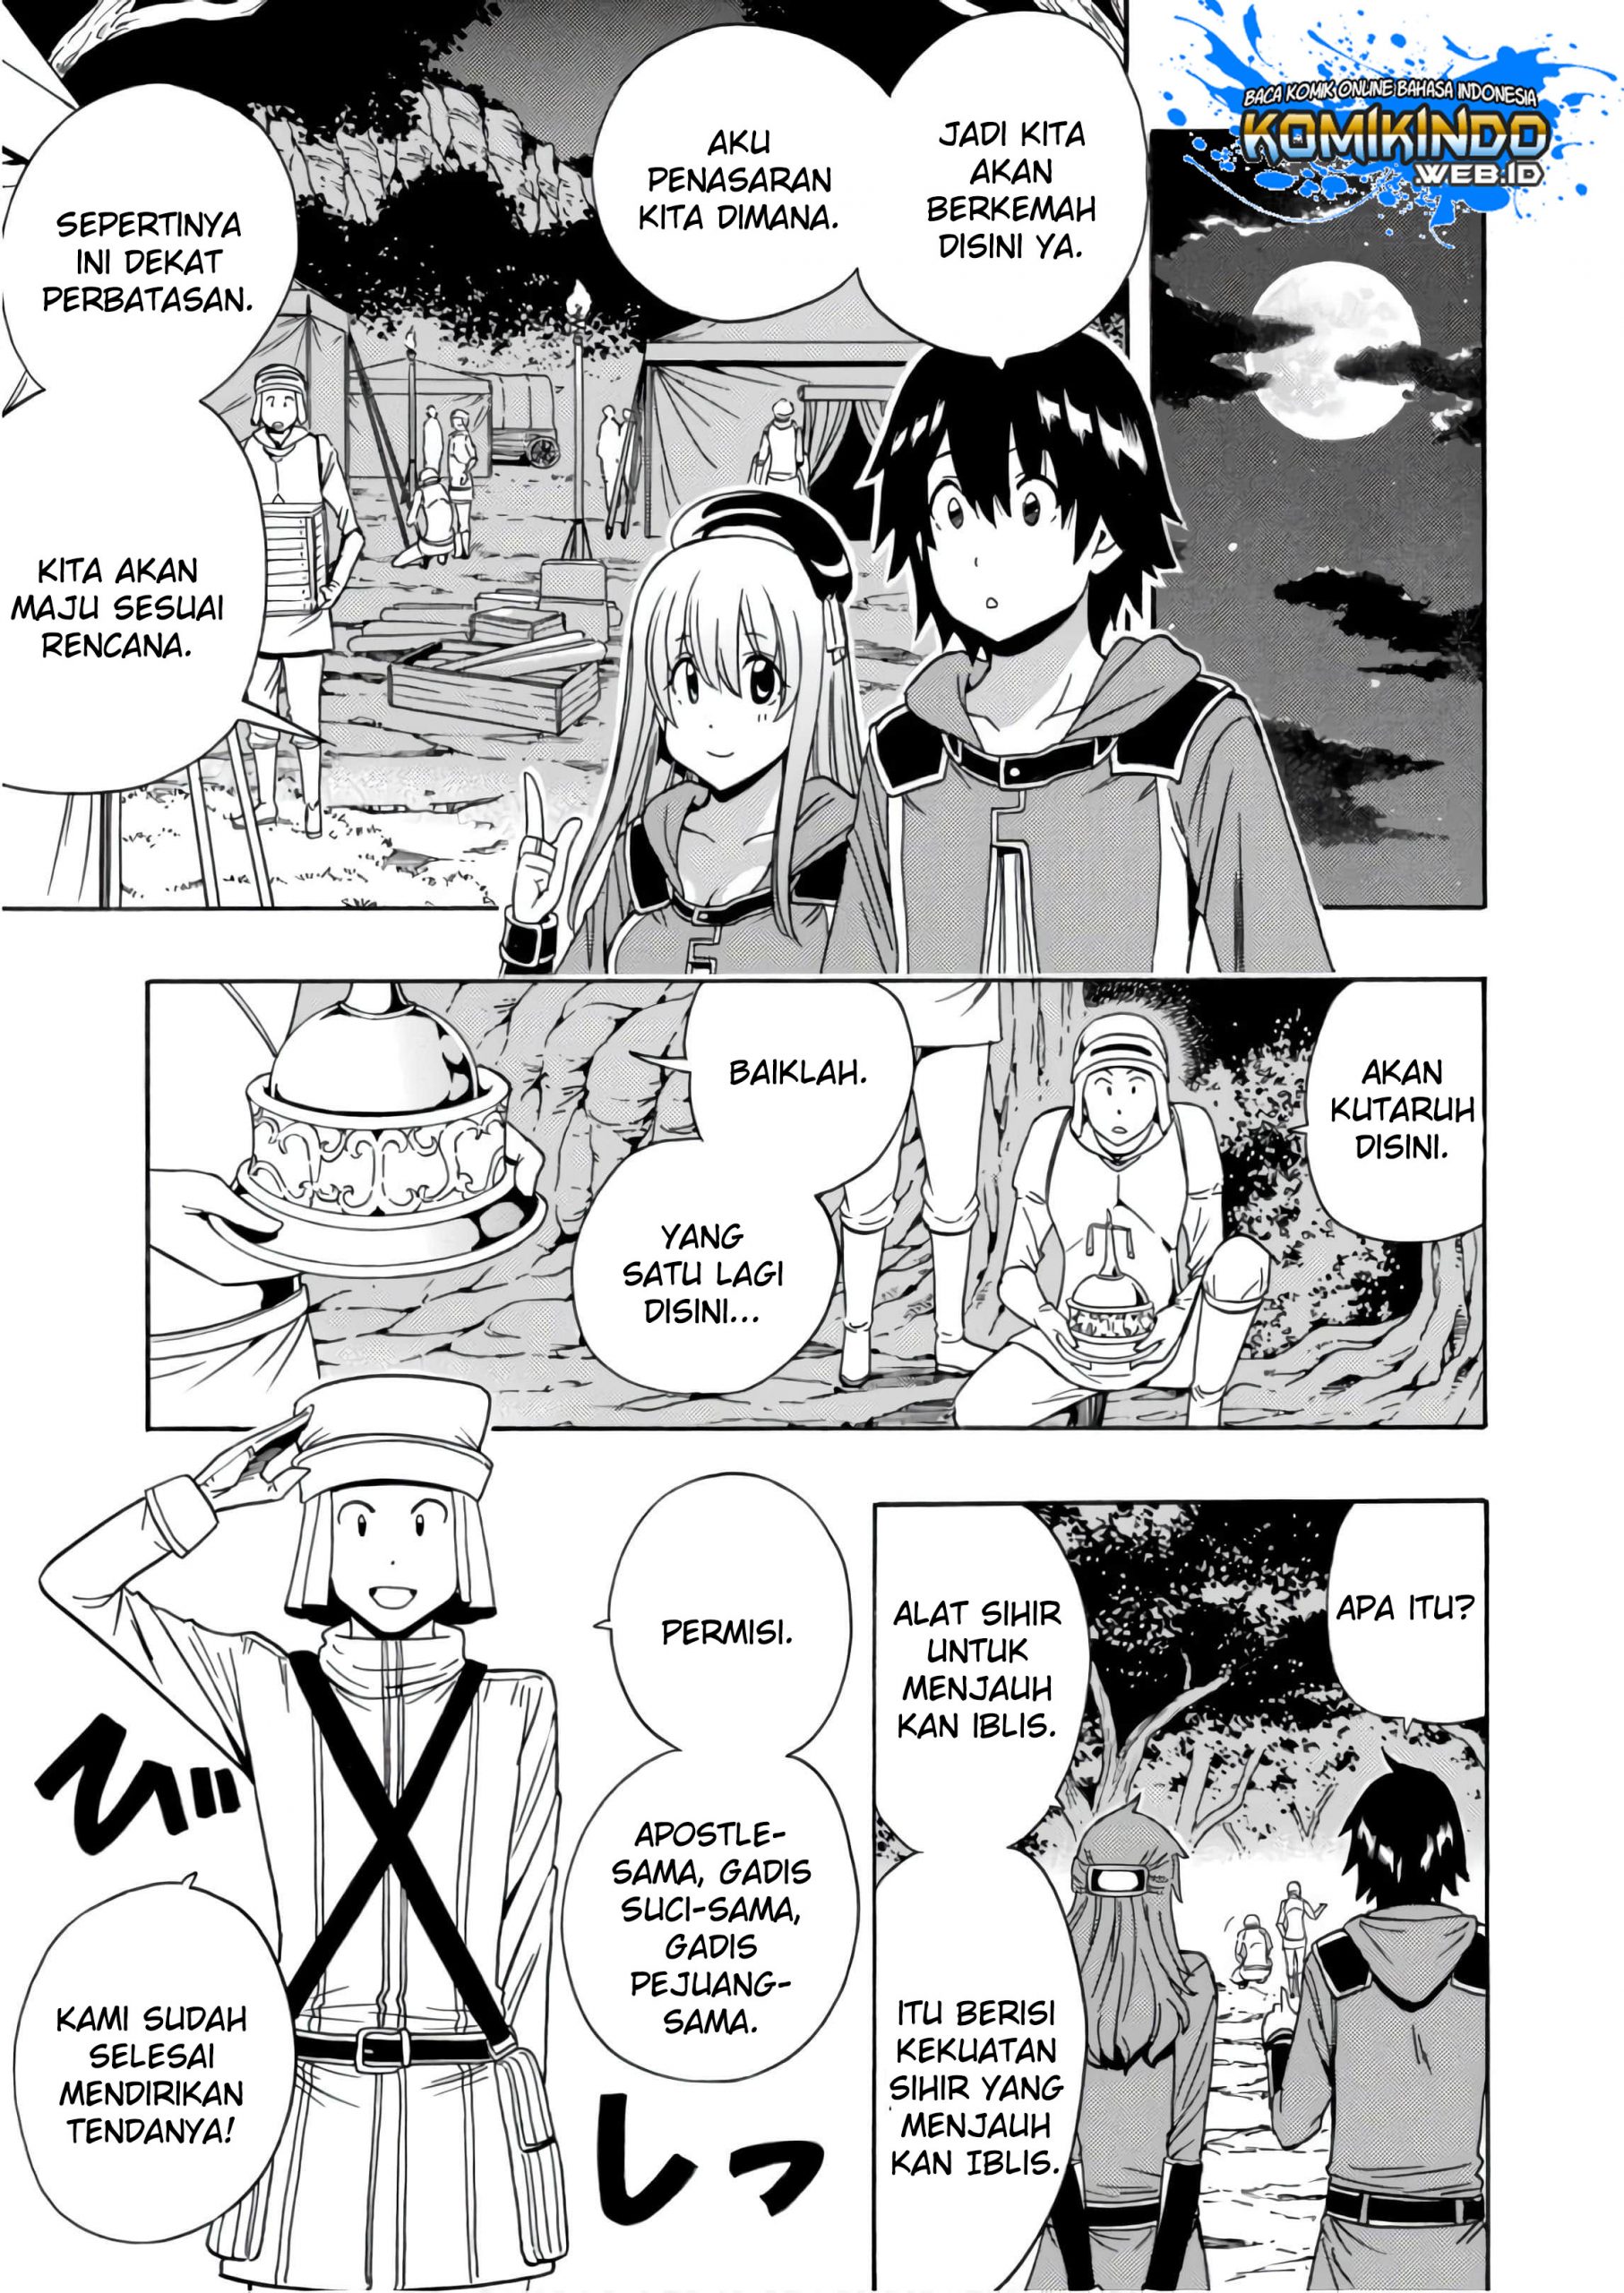 BACA KOMIK ONLINE BAHASA INDONESIA
KOMIKINDO
.WEB.ID
JADI KITA
AKAN
BERKEMAH
DISINI YA.
AKU
PENASARAN
KITA DIMANA.
SEPERTINYA
INI DEKAT
PERBATASAN.
KITA AKAN
MAJU SESUAI
RENCANA.
AKAN
KUTARUH
DISINI.
BAIKLAH.
YANG
SATU LAGI
DISINI...
APA ITU?
ALAT SIHIR
UNTUK
MENJAUH
KAN IBLIS.
ITU BERISI
KEKUATAN
SIHIR YANG
MENJAUH
KAN IBLIS.
PERMISI.
APOSTLE-
SAMA, GADIS
SUCI-SAMA,
GADIS
PEJUANG-
SAMA.
ビ
しっ
KAMI SUDAH
SELESAI
MENDIRIKAN
TENDANYA!